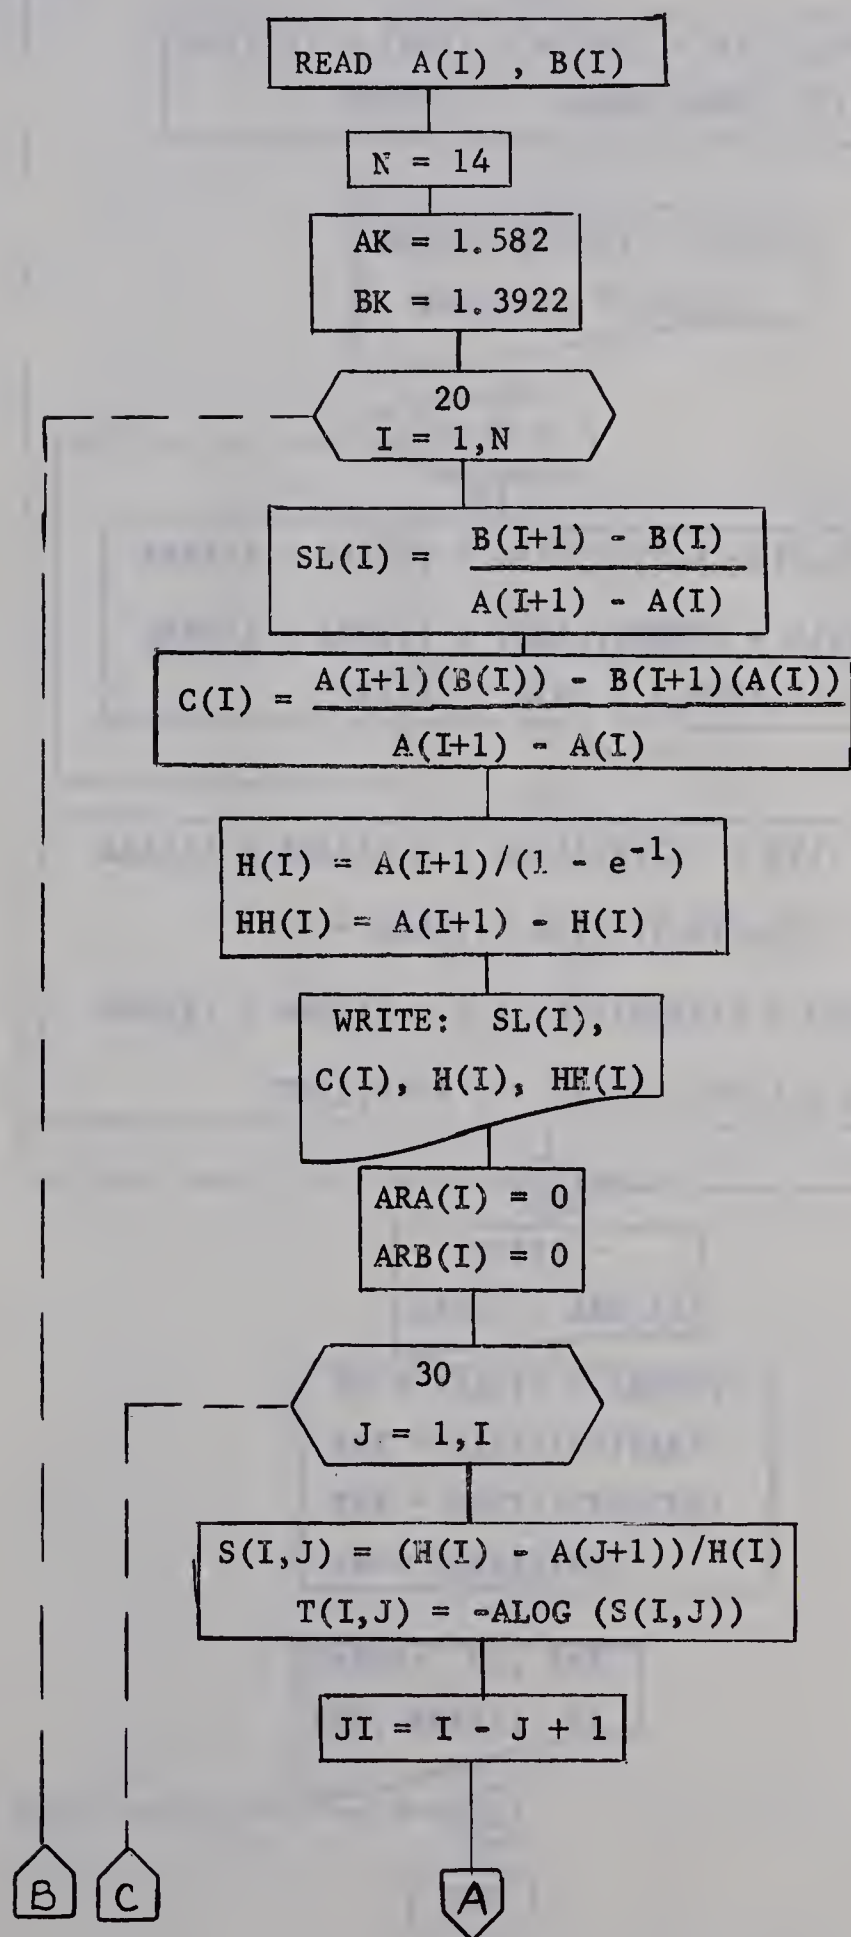 READ A(I) , B(I)
N = 14
AK = 1.582
BK = 1.3922
20
I = 1,N
SL(I) = B(I+1) - B(I)
A(I+1) - A(I)
C(I) = A(I+1)(B(I)) - B(I+1)(A(I))
A(I+1) - A(I)
H(I) = A(I+1)/(1 - e⁻¹)
HH(I) = A(I+1) - H(I)
WRITE: SL(I),
C(I), H(I), HH(I)
ARA(I) = 0
ARB(I) = 0
30
J = 1,I
S(I,J) = (H(I) - A(J+1))/H(I)
T(I,J) = -ALOG (S(I,J))
JI = I - J + 1
B C A